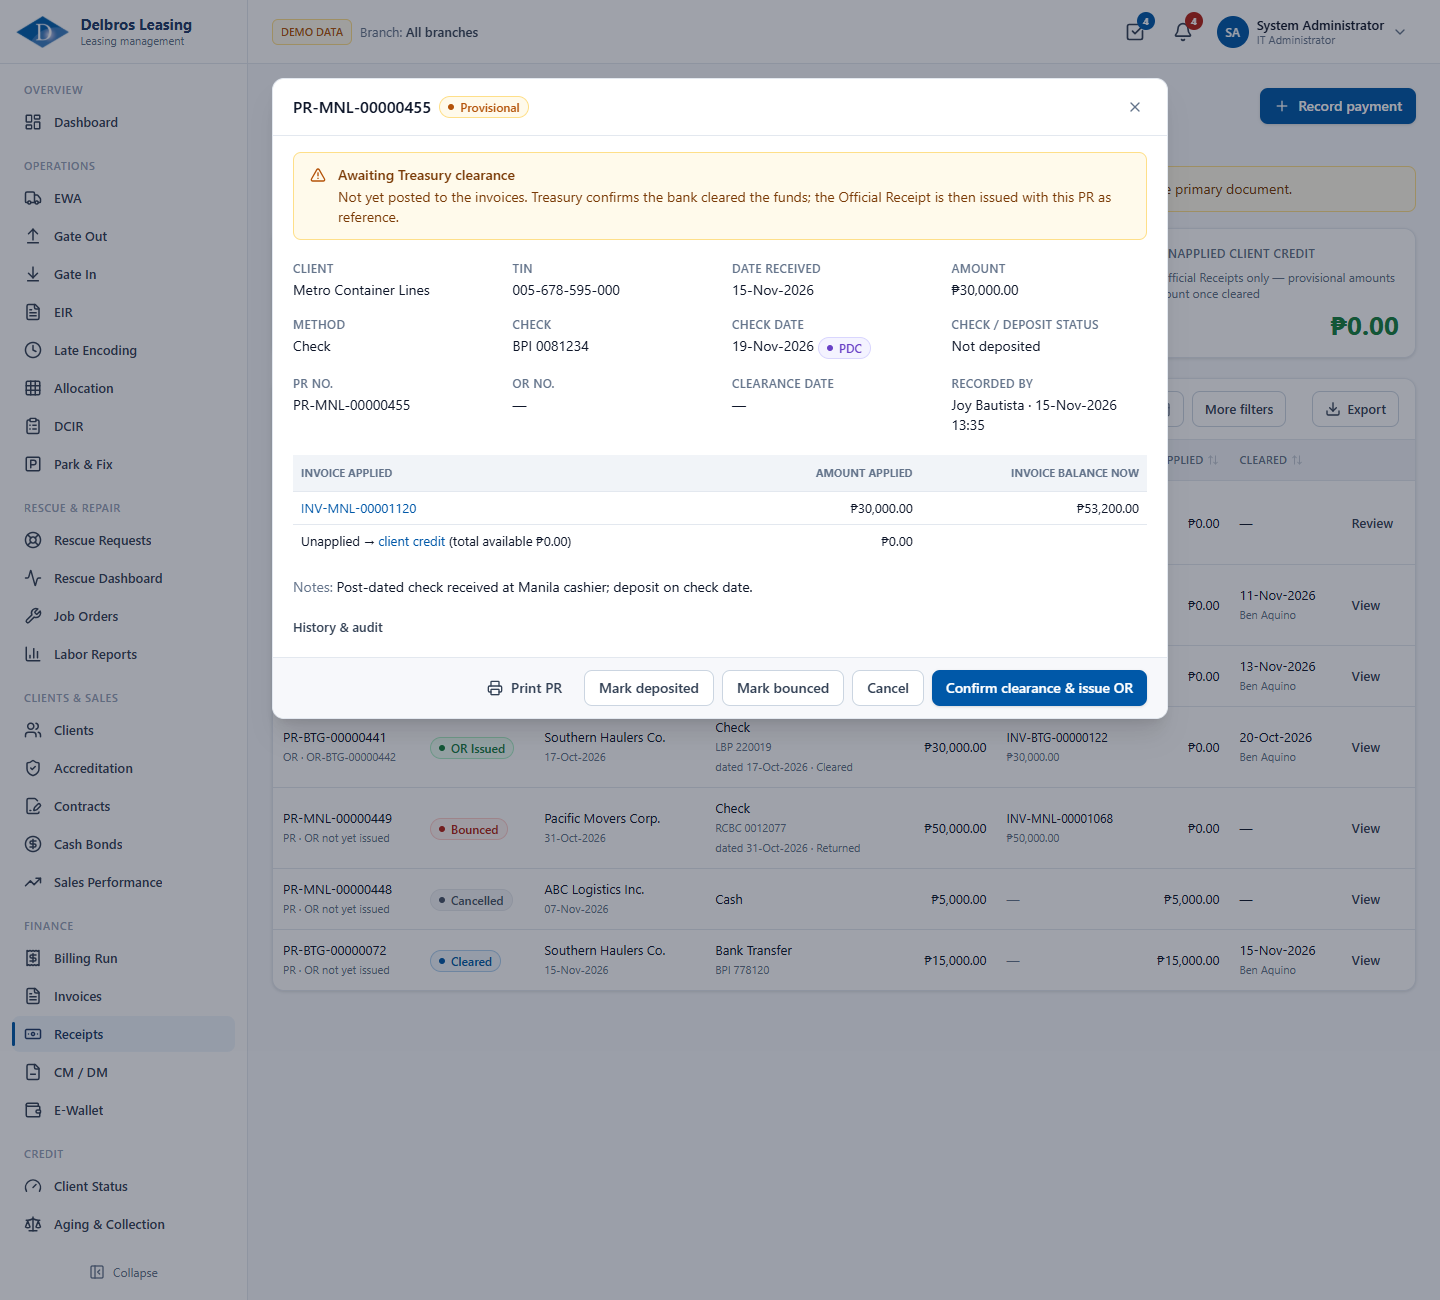 Delbros Leasing
Leasing management
DEMO DATA
Branch: All branches
4
4
SA
System Administrator
IT Administrator
OVERVIEW
Dashboard
OPERATIONS
EWA
Gate Out
Gate In
EIR
Late Encoding
Allocation
DCIR
Park & Fix
RESCUE & REPAIR
Rescue Requests
Rescue Dashboard
Job Orders
Labor Reports
CLIENTS & SALES
Clients
Accreditation
Contracts
Cash Bonds
Sales Performance
FINANCE
Billing Run
Invoices
Receipts
CM / DM
E-Wallet
CREDIT
Client Status
Aging & Collection
Collapse
Record payment
PR-MNL-00000455
Provisional
Awaiting Treasury clearance
Not yet posted to the invoices. Treasury confirms the bank cleared the funds; the Official Receipt is then issued with this PR as
reference.
CLIENT
Metro Container Lines
TIN
005-678-595-000
DATE RECEIVED
15-Nov-2026
AMOUNT
₱30,000.00
METHOD
Check
CHECK
BPI 0081234
CHECK DATE
19-Nov-2026 PDC
CHECK / DEPOSIT STATUS
Not deposited
PR NO.
PR-MNL-00000455
OR NO.
—
CLEARANCE DATE
—
RECORDED BY
Joy Bautista · 15-Nov-2026
13:35
INVOICE APPLIED AMOUNT APPLIED INVOICE BALANCE NOW
INV-MNL-00001120 ₱30,000.00 ₱53,200.00
Unapplied → client credit (total available ₱0.00) ₱0.00
Notes: Post-dated check received at Manila cashier; deposit on check date.
History & audit
Print PR
Mark deposited
Mark bounced
Cancel
Confirm clearance & issue OR
primary document.
CLIENT CREDIT
Receipts only — provisional amounts
once cleared
₱0.00
More filters
Export
CLEARED
₱0.00 — Review
₱0.00 11-Nov-2026 View
Ben Aquino
₱0.00 13-Nov-2026 View
Ben Aquino
PR-BTG-00000441 OR Issued Southern Haulers Co. Check ₱30,000.00 INV-BTG-00000122 ₱0.00 20-Oct-2026 View
OR · OR-BTG-00000442 17-Oct-2026 LBP 220019 ₱30,000.00 Ben Aquino
dated 17-Oct-2026 · Cleared
PR-MNL-00000449 Bounced Pacific Movers Corp. Check ₱50,000.00 INV-MNL-00001068 ₱0.00 — View
PR · OR not yet issued 31-Oct-2026 RCBC 0012077 ₱50,000.00
dated 31-Oct-2026 · Returned
PR-MNL-00000448 Cancelled ABC Logistics Inc. Cash ₱5,000.00 — ₱5,000.00 — View
PR · OR not yet issued 07-Nov-2026
PR-BTG-00000072 Cleared Southern Haulers Co. Bank Transfer ₱15,000.00 — ₱15,000.00 15-Nov-2026 View
PR · OR not yet issued 15-Nov-2026 BPI 778120 Ben Aquino